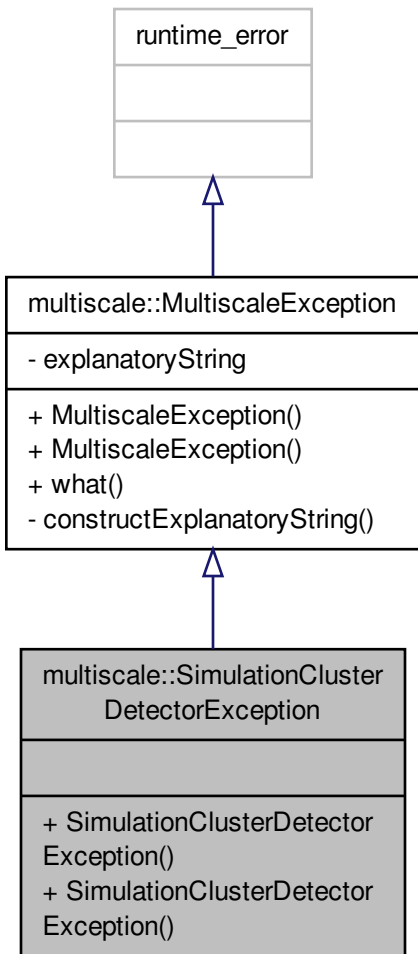 runtime_error
multiscale::MultiscaleException
- explanatoryString
+ MultiscaleException()
+ MultiscaleException()
+ what()
- constructExplanatoryString()
multiscale::SimulationCluster
DetectorException
+ SimulationClusterDetector
Exception()
+ SimulationClusterDetector
Exception()